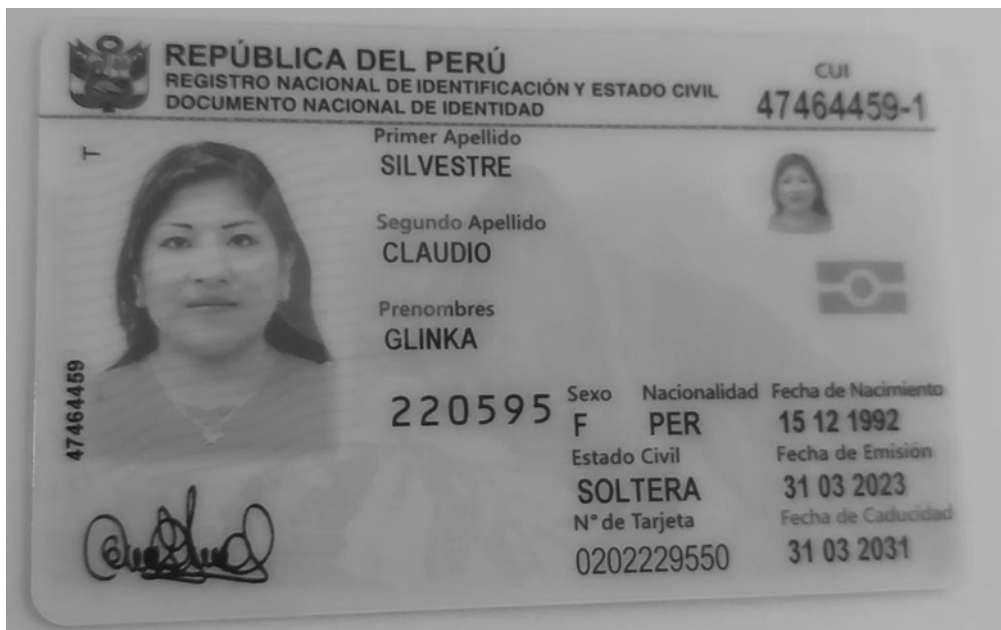 REPÚBLICA DEL PERÚ
REGISTRO NACIONAL DE IDENTIFICACIÓN Y ESTADO CIVIL
DOCUMENTO NACIONAL DE IDENTIDAD
CUI
47464459-1
T
Primer Apellido
SILVESTRE
Segundo Apellido
CLAUDIO
Prenombres
GLINKA
47464459
220595
Sexo Nacionalidad Fecha de Nacimiento
F PER 15 12 1992
Estado Civil Fecha de Emisión
SOLTERA 31 03 2023
N° de Tarjeta Fecha de Caducidad
0202229550 31 03 2031